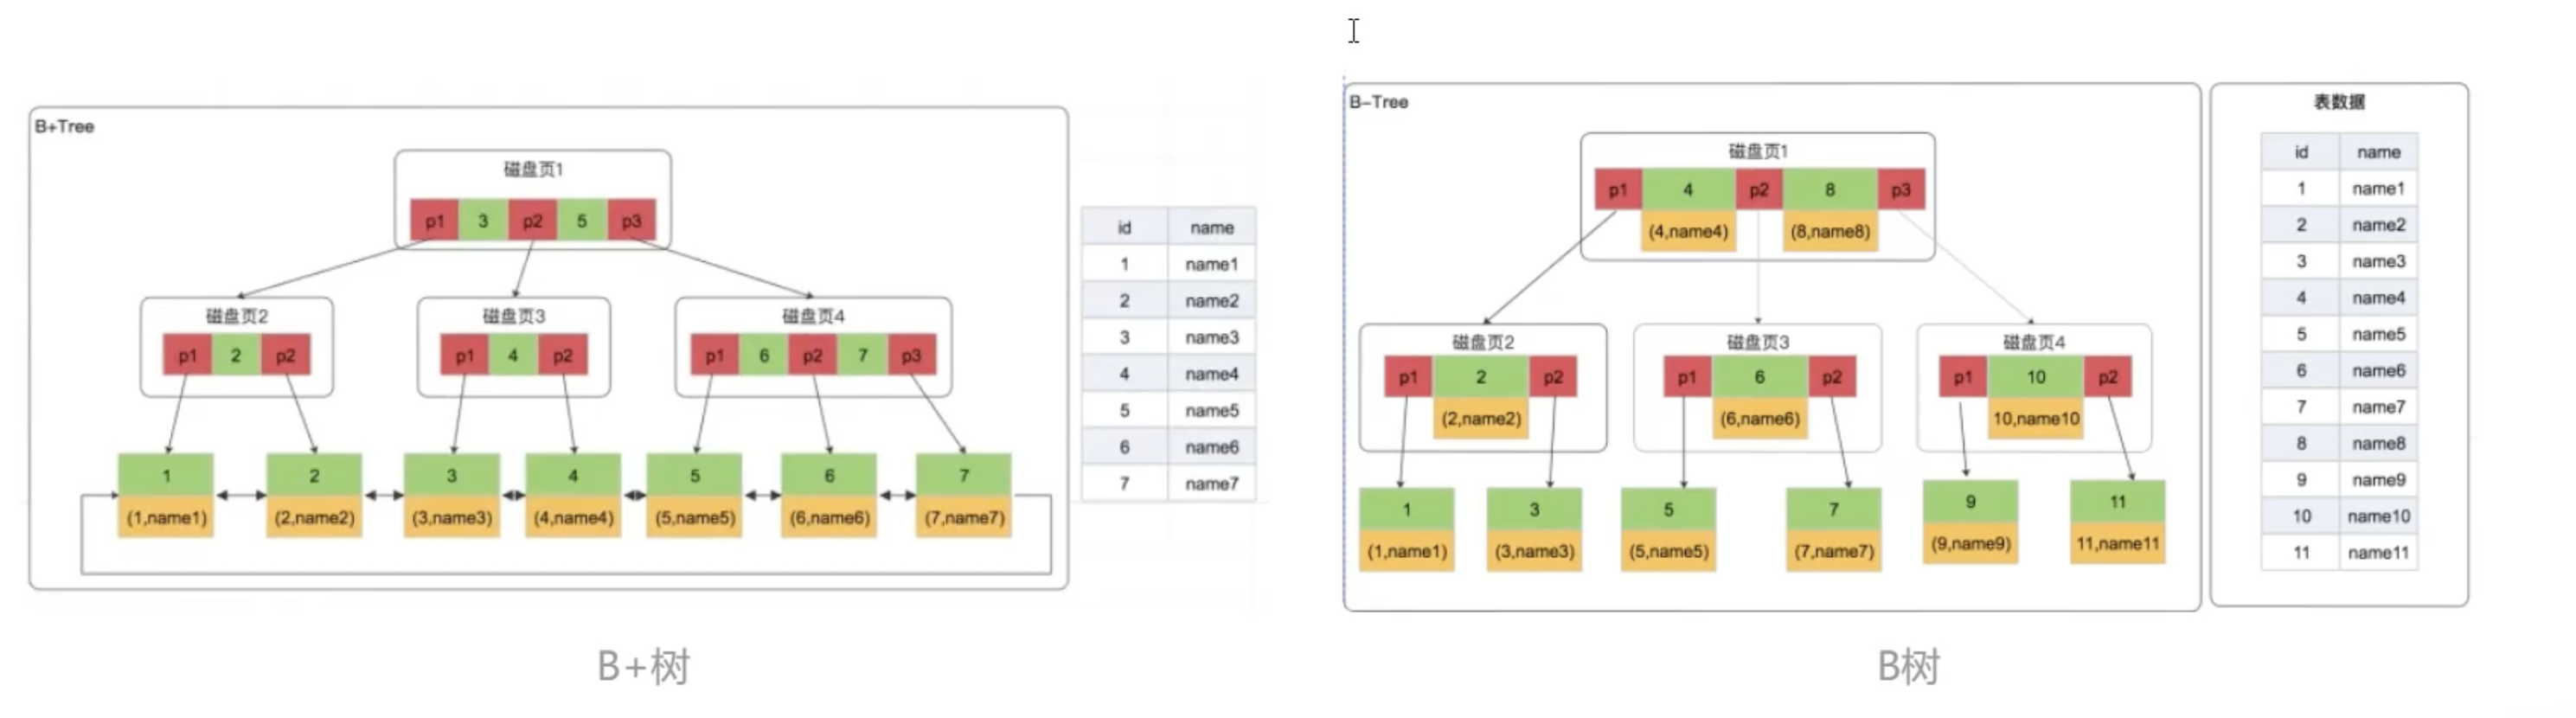 B+Tree
磁盘页1
p1 3 p2 5 p3
磁盘页2 磁盘页3 磁盘页4
p1 2 p2 p1 4 p2 p1 6 p2 7 p3
1 2 3 4 5 6 7
(1,name1) (2,name2) (3,name3) (4,name4) (5,name5) (6,name6) (7,name7)
id name
1 name1
2 name2
3 name3
4 name4
5 name5
6 name6
7 name7
B+树
B-Tree
磁盘页1
p1 4 p2 8 p3
(4,name4) (8,name8)
磁盘页2 磁盘页3 磁盘页4
p1 2 p2 p1 6 p2 p1 10 p2
(2,name2) (6,name6) 10,name10
1 3 5 7 9 11
(1,name1) (3,name3) (5,name5) (7,name7) (9,name9) 11,name11
表数据
id name
1 name1
2 name2
3 name3
4 name4
5 name5
6 name6
7 name7
8 name8
9 name9
10 name10
11 name11
B树